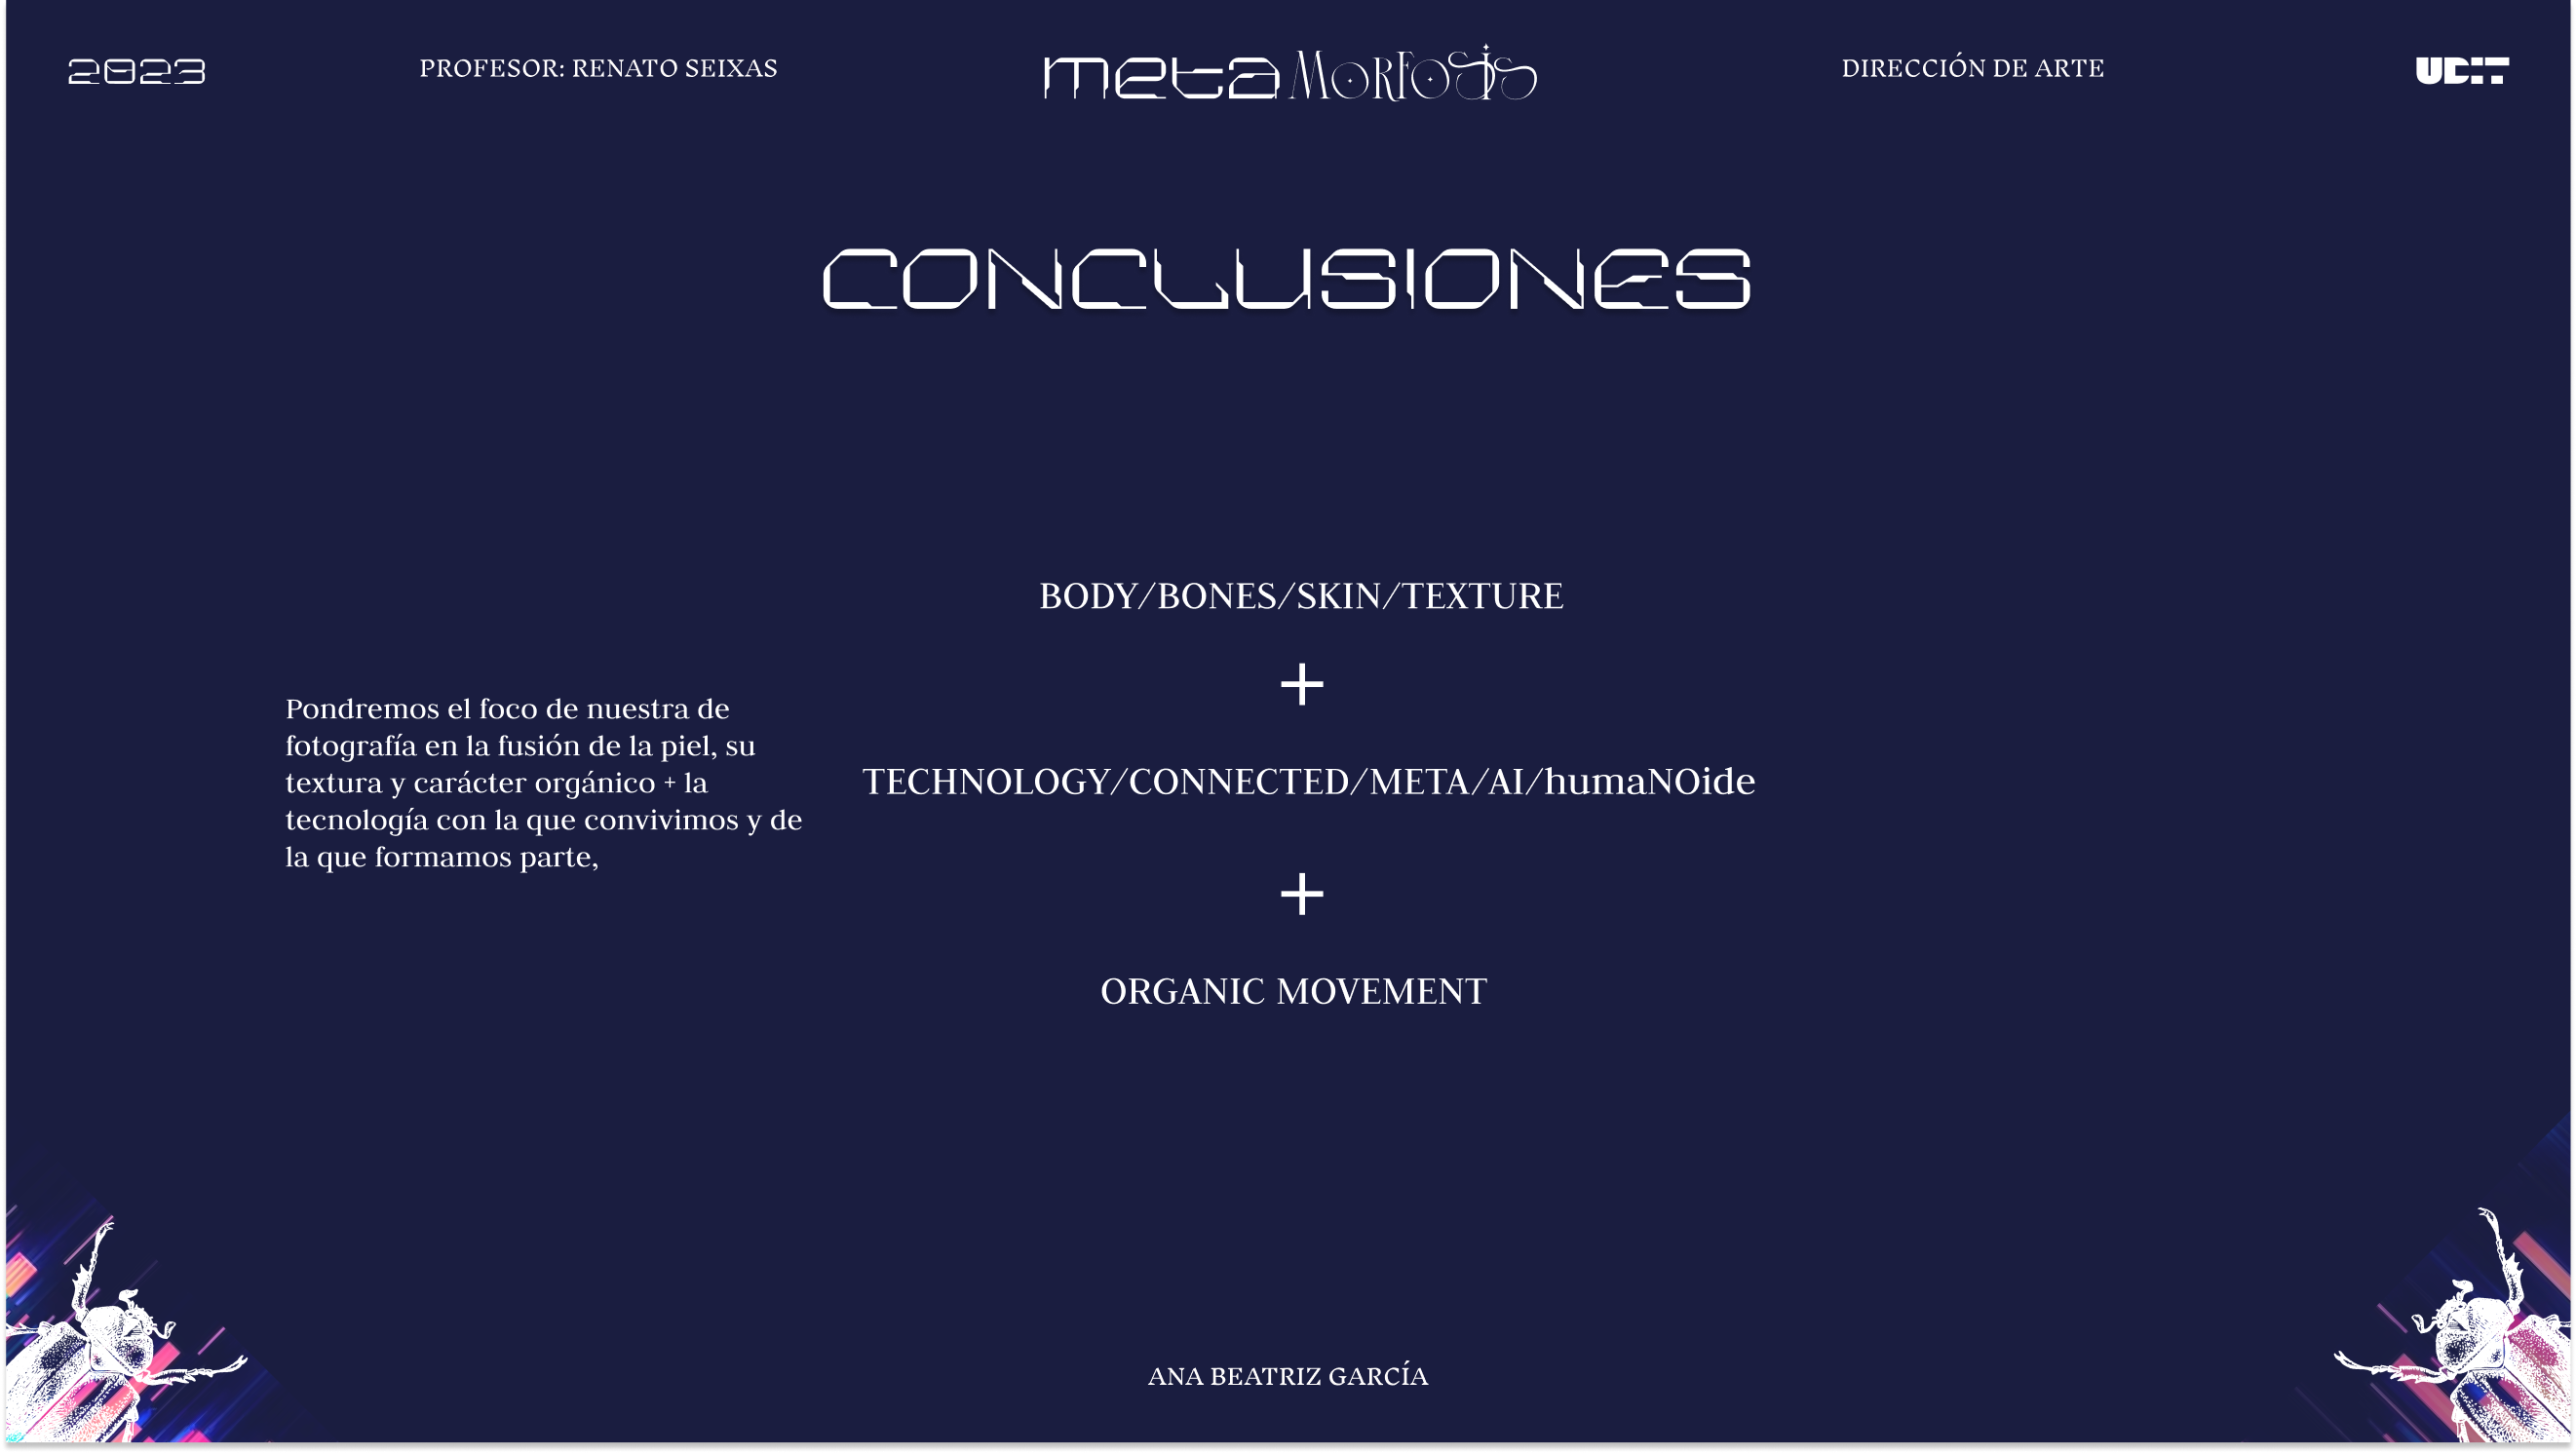 2023
PROFESOR: RENATO SEIXAS
metaMORFOSIS
DIRECCIÓN DE ARTE
UDIT
CONCLUSIONES
Pondremos el foco de nuestra de
fotografía en la fusión de la piel, su
textura y carácter orgánico + la
tecnología con la que convivimos y de
la que formamos parte,
BODY/BONES/SKIN/TEXTURE
+
TECHNOLOGY/CONNECTED/META/AI/humaNOide
+
ORGANIC MOVEMENT
ANA BEATRIZ GARCÍA